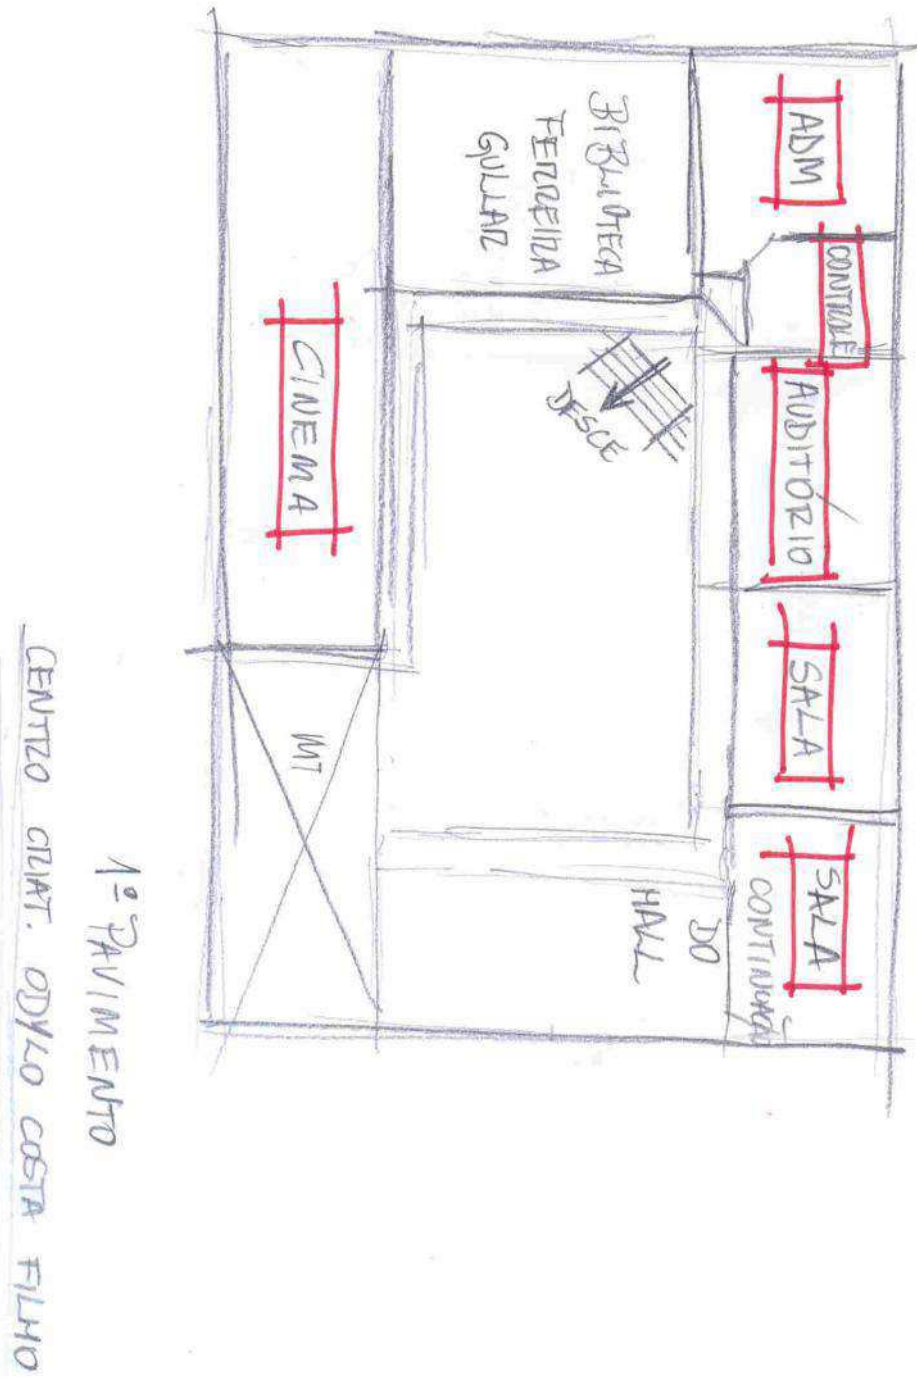 ADM
CONTROLE
AUDITÓRIO
SALA
SALA
CONTINUAÇÃO
DO
HALL
BIBLIOTECA
FERREIRA
GULLAR
DESCE
CINEMA
MT
1º PAVIMENTO
CENTRO CRIAT. ODYLO COSTA FILHO